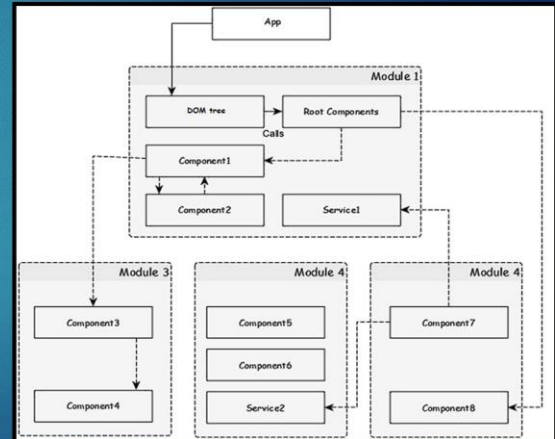 App
Module 1
DOM tree
Root Components
Calls
Component1
Component2
Service1
Module 3
Component3
Component4
Module 4
Component5
Component6
Service2
Module 4
Component7
Component8